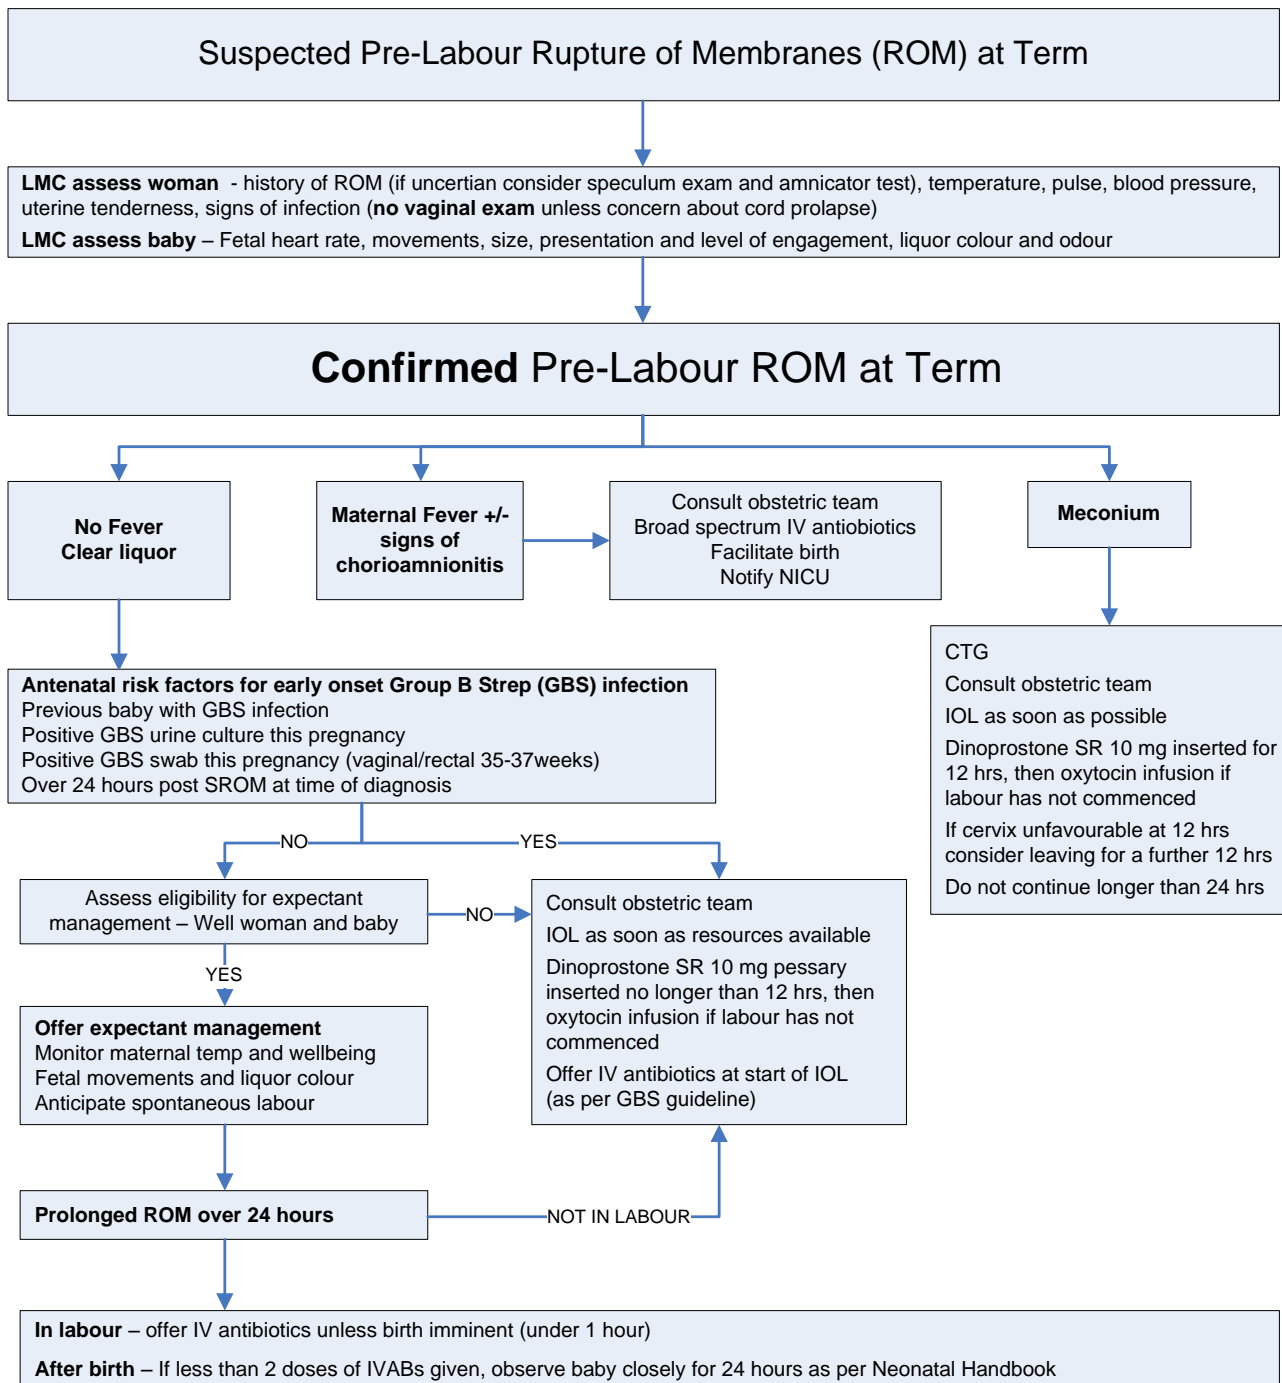 Suspected Pre-Labour Rupture of Membranes (ROM) at Term
LMC assess woman - history of ROM (if uncertian consider speculum exam and amnicator test), temperature, pulse, blood pressure,
uterine tenderness, signs of infection (no vaginal exam unless concern about cord prolapse)
LMC assess baby – Fetal heart rate, movements, size, presentation and level of engagement, liquor colour and odour
Confirmed Pre-Labour ROM at Term
No Fever
Clear liquor
Maternal Fever +/-
signs of
chorioamnionitis
Consult obstetric team
Broad spectrum IV antiobiotics
Facilitate birth
Notify NICU
Meconium
CTG
Consult obstetric team
IOL as soon as possible
Dinoprostone SR 10 mg inserted for
12 hrs, then oxytocin infusion if
labour has not commenced
If cervix unfavourable at 12 hrs
consider leaving for a further 12 hrs
Do not continue longer than 24 hrs
Antenatal risk factors for early onset Group B Strep (GBS) infection
Previous baby with GBS infection
Positive GBS urine culture this pregnancy
Positive GBS swab this pregnancy (vaginal/rectal 35-37weeks)
Over 24 hours post SROM at time of diagnosis
NO
YES
Assess eligibility for expectant
management – Well woman and baby
NO
YES
Consult obstetric team
IOL as soon as resources available
Dinoprostone SR 10 mg pessary
inserted no longer than 12 hrs, then
oxytocin infusion if labour has not
commenced
Offer IV antibiotics at start of IOL
(as per GBS guideline)
Offer expectant management
Monitor maternal temp and wellbeing
Fetal movements and liquor colour
Anticipate spontaneous labour
Prolonged ROM over 24 hours
NOT IN LABOUR
In labour – offer IV antibiotics unless birth imminent (under 1 hour)
After birth – If less than 2 doses of IVABs given, observe baby closely for 24 hours as per Neonatal Handbook